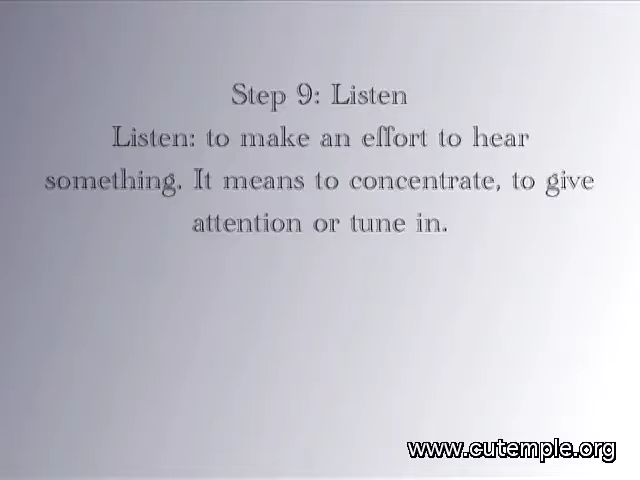 Step 9: Listen
Listen: to make an effort to hear
something. It means to concentrate, to give
attention or tune in.
www.cutemple.org